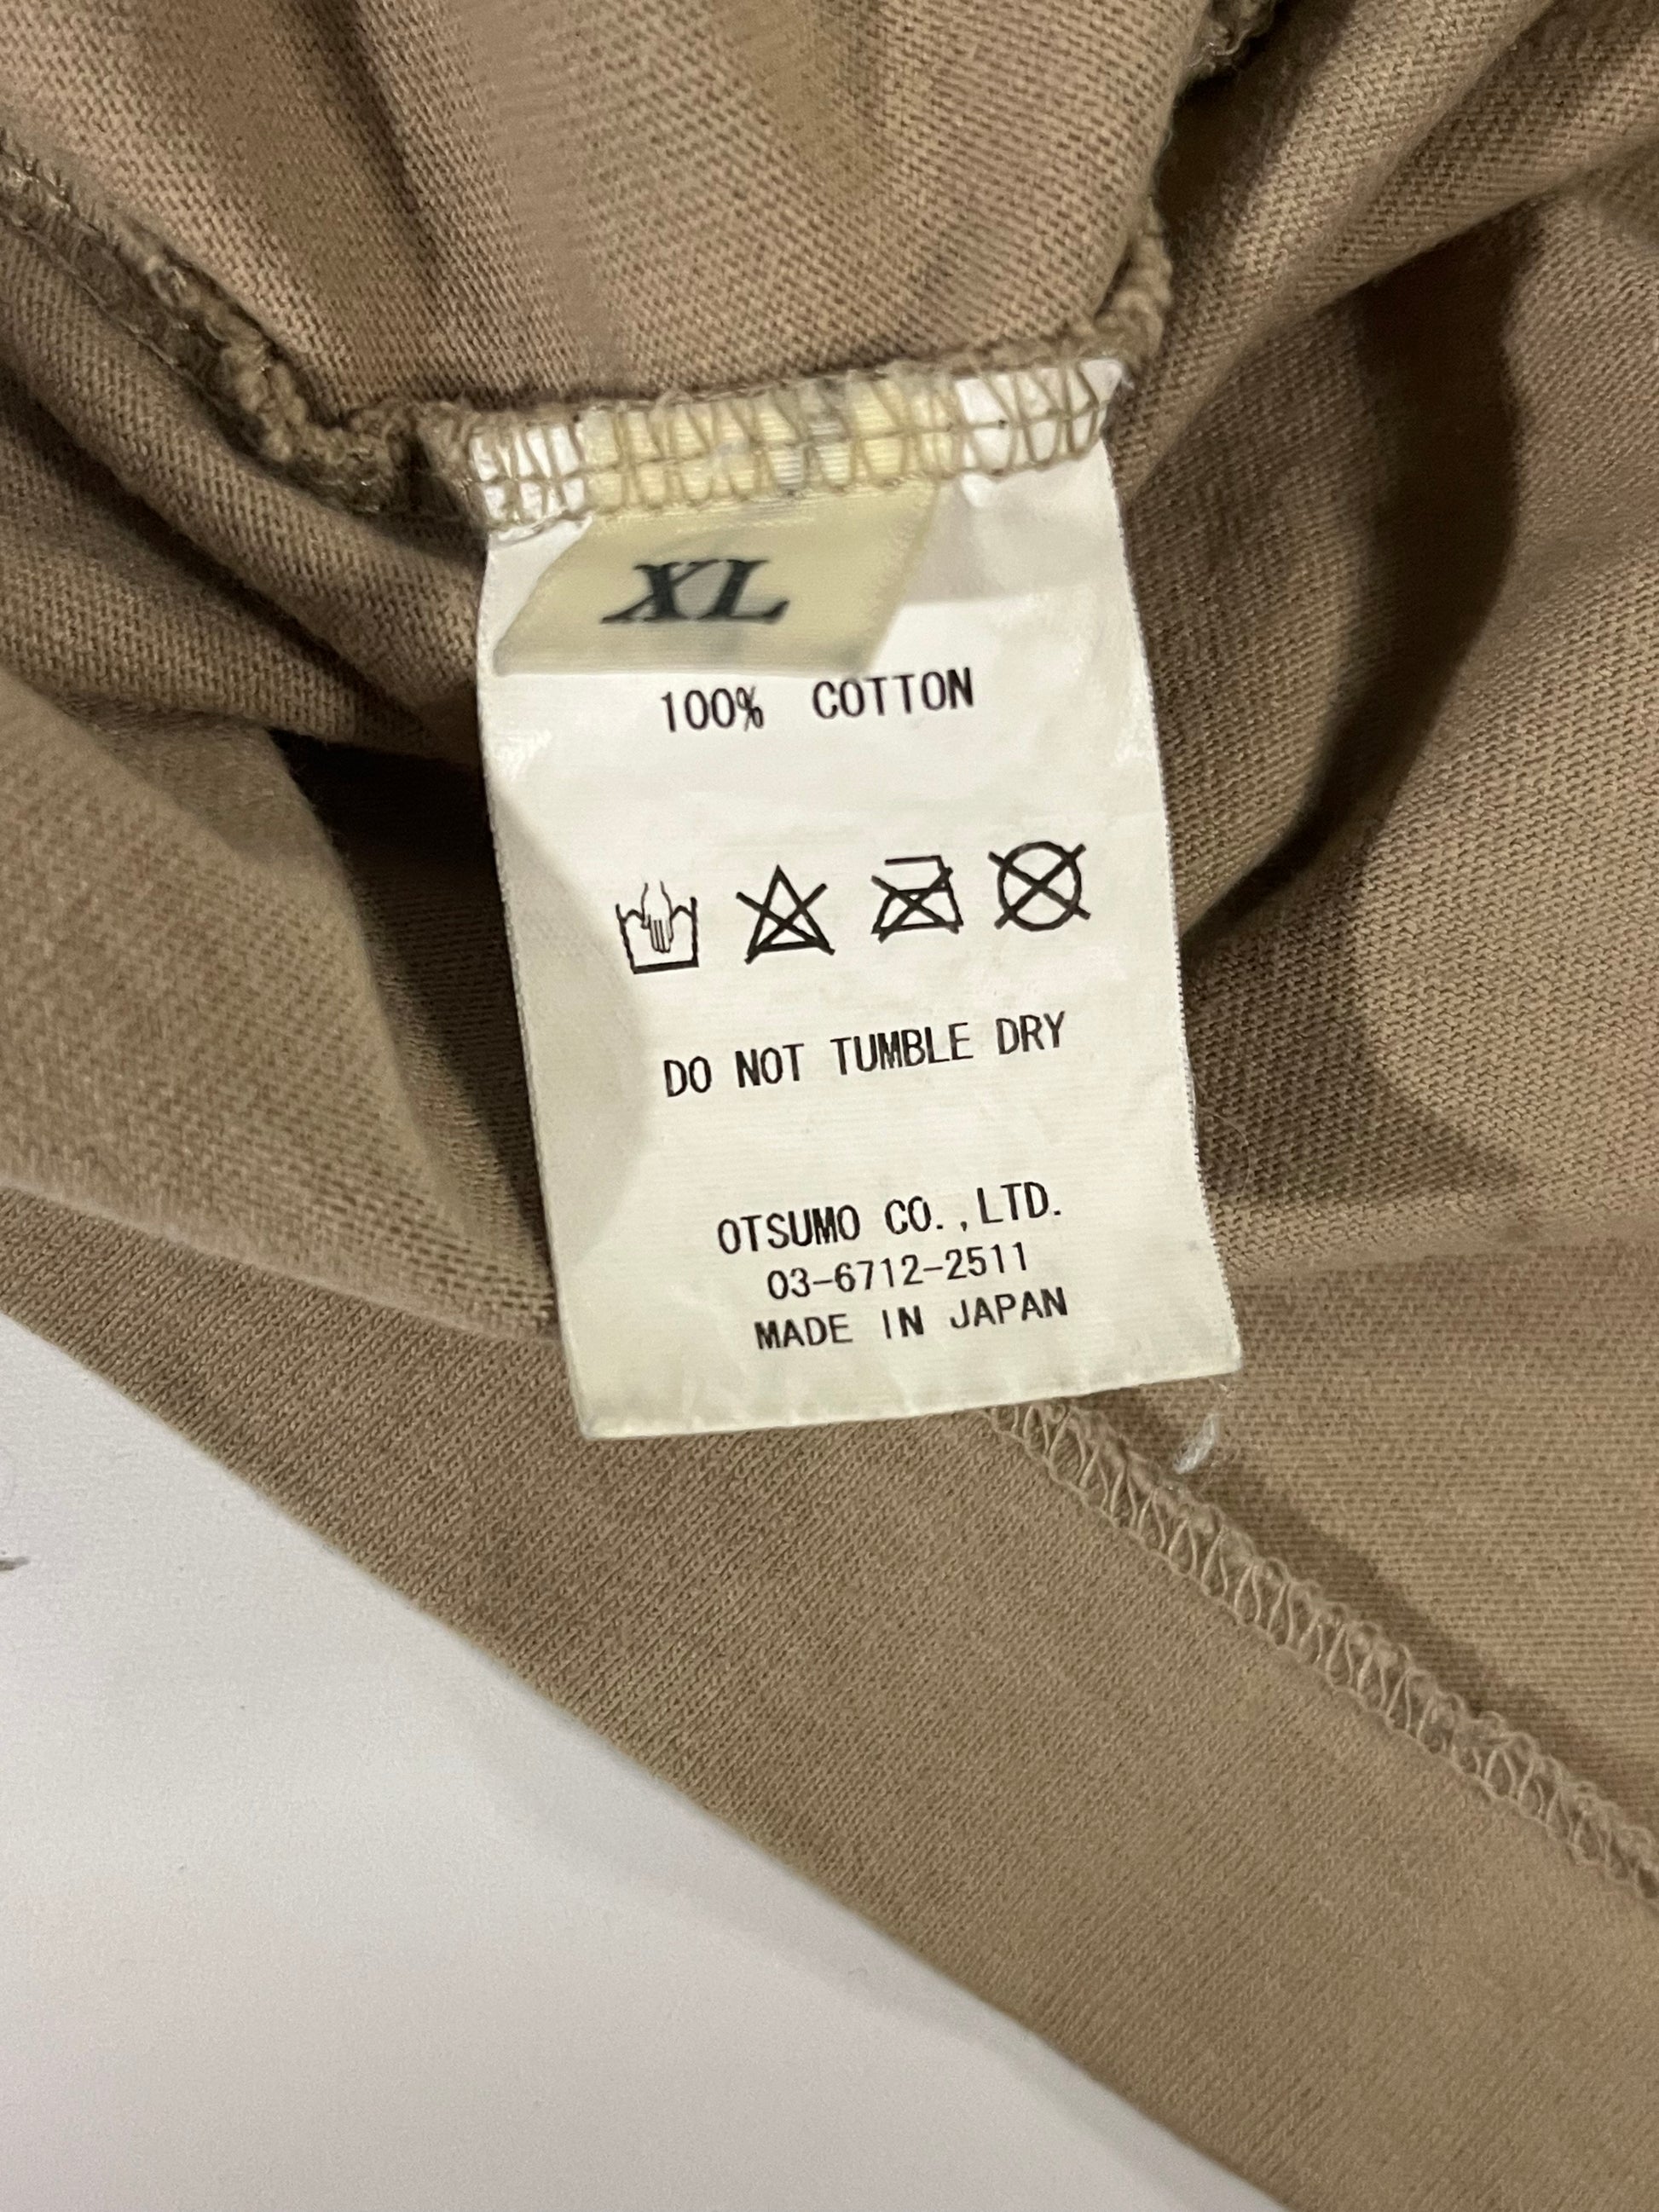 XL
100% COTTON
DO NOT TUMBLE DRY
OTSUMO CO.,LTD.
03-6712-2511
MADE IN JAPAN